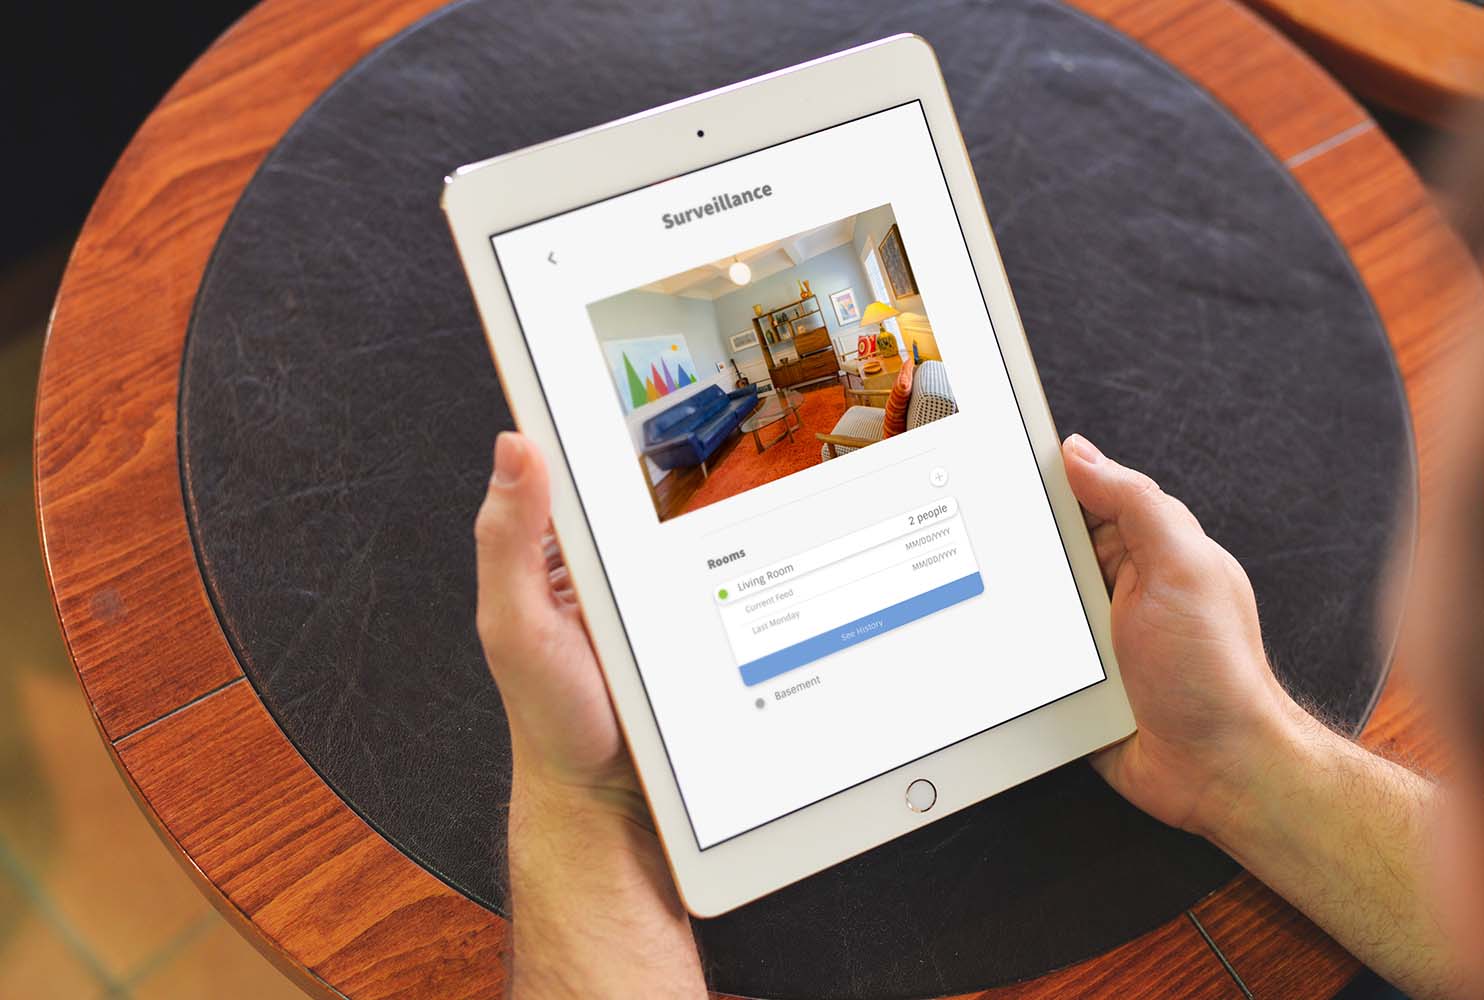 Surveillance
Rooms
Living Room 2 people
Current Feed MM/DD/YYYY
Last Monday MM/DD/YYYY
See History
Basement